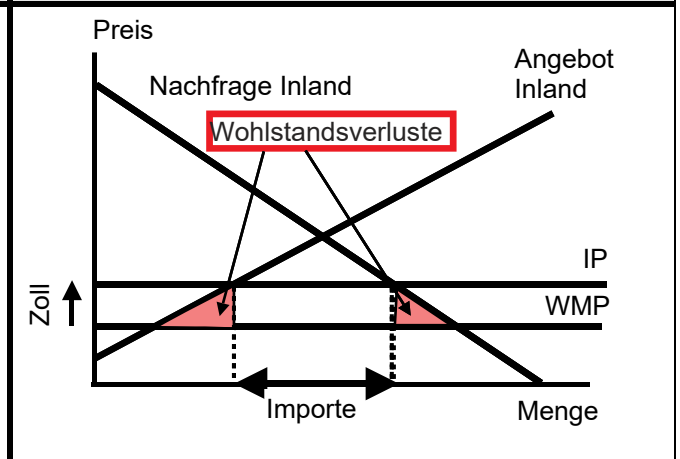 Preis
Angebot
Inland
Nachfrage Inland
Wohlstandsverluste
IP
WMP
Zoll
Importe
Menge